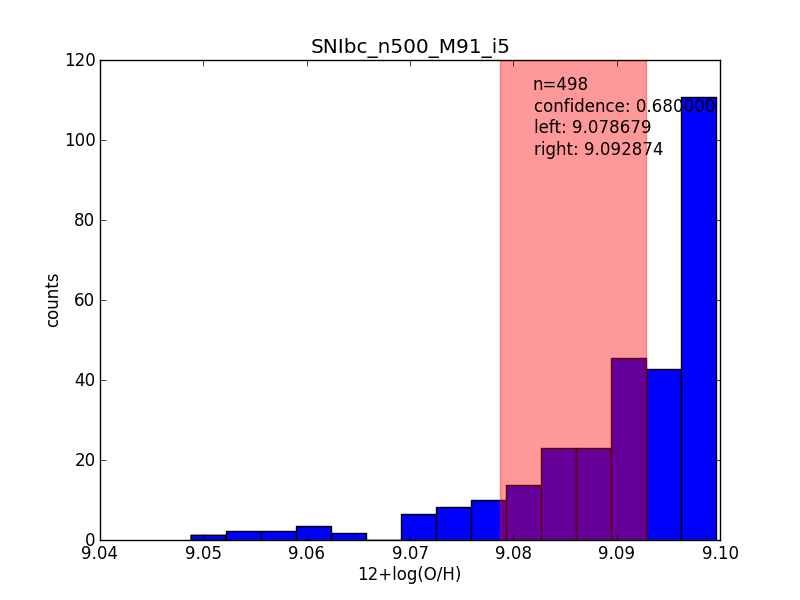 SNIbc_n500_M91_i5
n=498
confidence: 0.680000
left: 9.078679
right: 9.092874
counts
120
100
80
60
40
20
0
9.04 9.05 9.06 9.07 9.08 9.09 9.10
12+log(O/H)